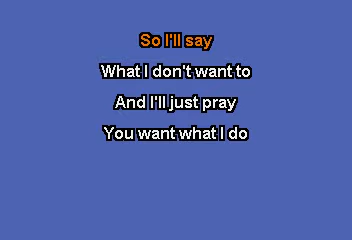 So I'll say
What I don't want to
And I'll just pray
You want what I do